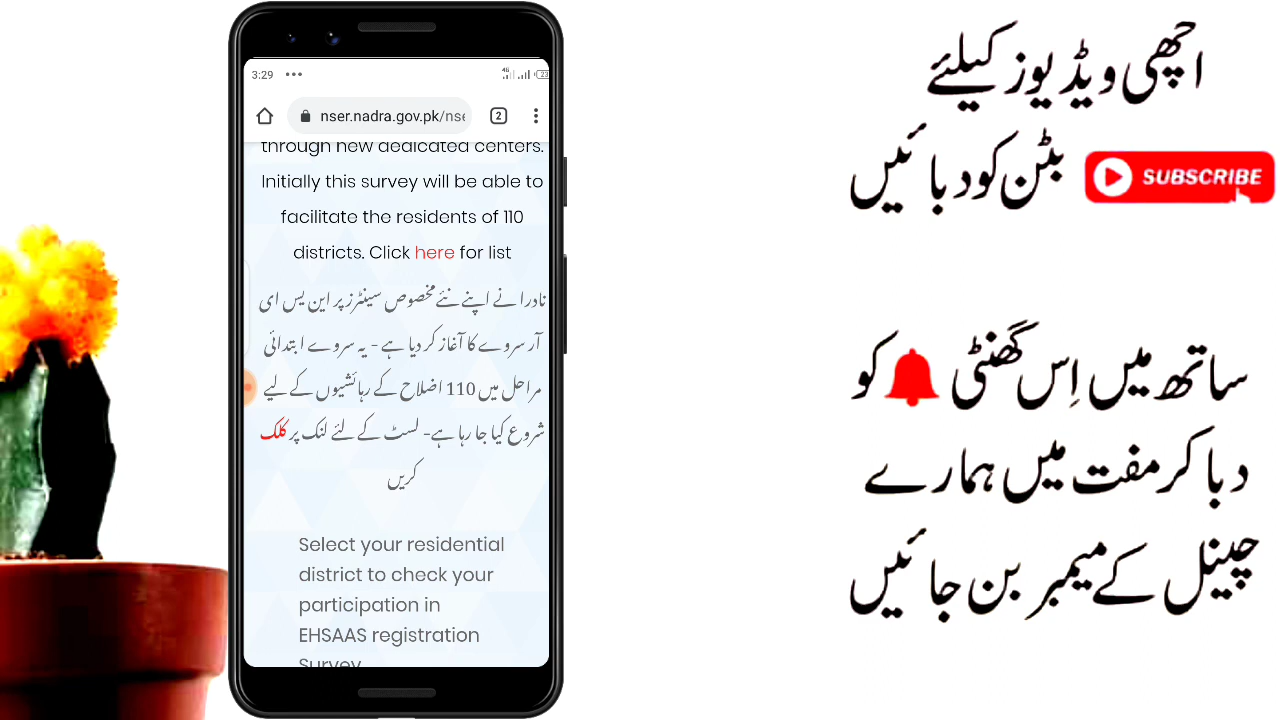 3:29
4G
23
nser.nadra.gov.pk/nse
2
through new dedicated centers.
Initially this survey will be able to
facilitate the residents of 110
districts. Click here for list
نادرا نے اپنے نئے مخصوص سینٹرز پر این یس ای
آر سروے کا آغاز کر دیا ہے - یہ سروے ابتدائی
مراحل میں 110 اضلاح کے رہائشیوں کے لیے
شروع کیا جا رہا ہے- لسٹ کے لئے لنک پر کلک
کریں
Select your residential
district to check your
participation in
EHSAAS registration
Survey
اچھی ویڈیوز کیلئے
بٹن کو دبائیں
SUBSCRIBE
ساتھ میں اِس گھنٹی کو
دبا کر مفت میں ہمارے
چینل کے میمبر بن جائیں